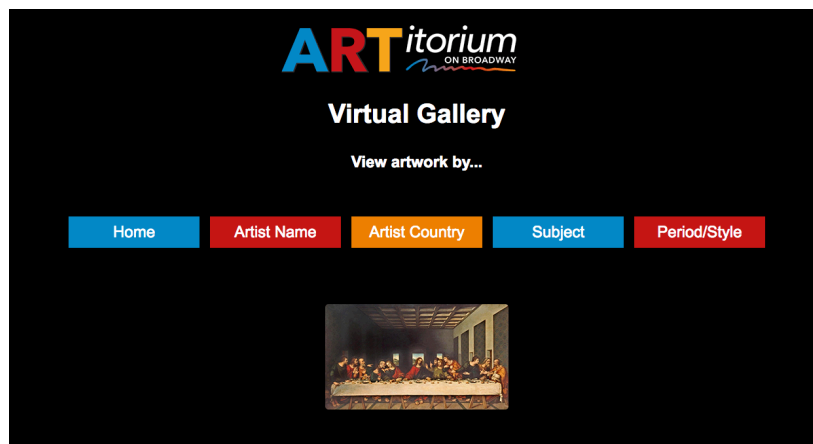 ARTitorium
ON BROADWAY
Virtual Gallery
View artwork by...
Home Artist Name Artist Country Subject Period/Style